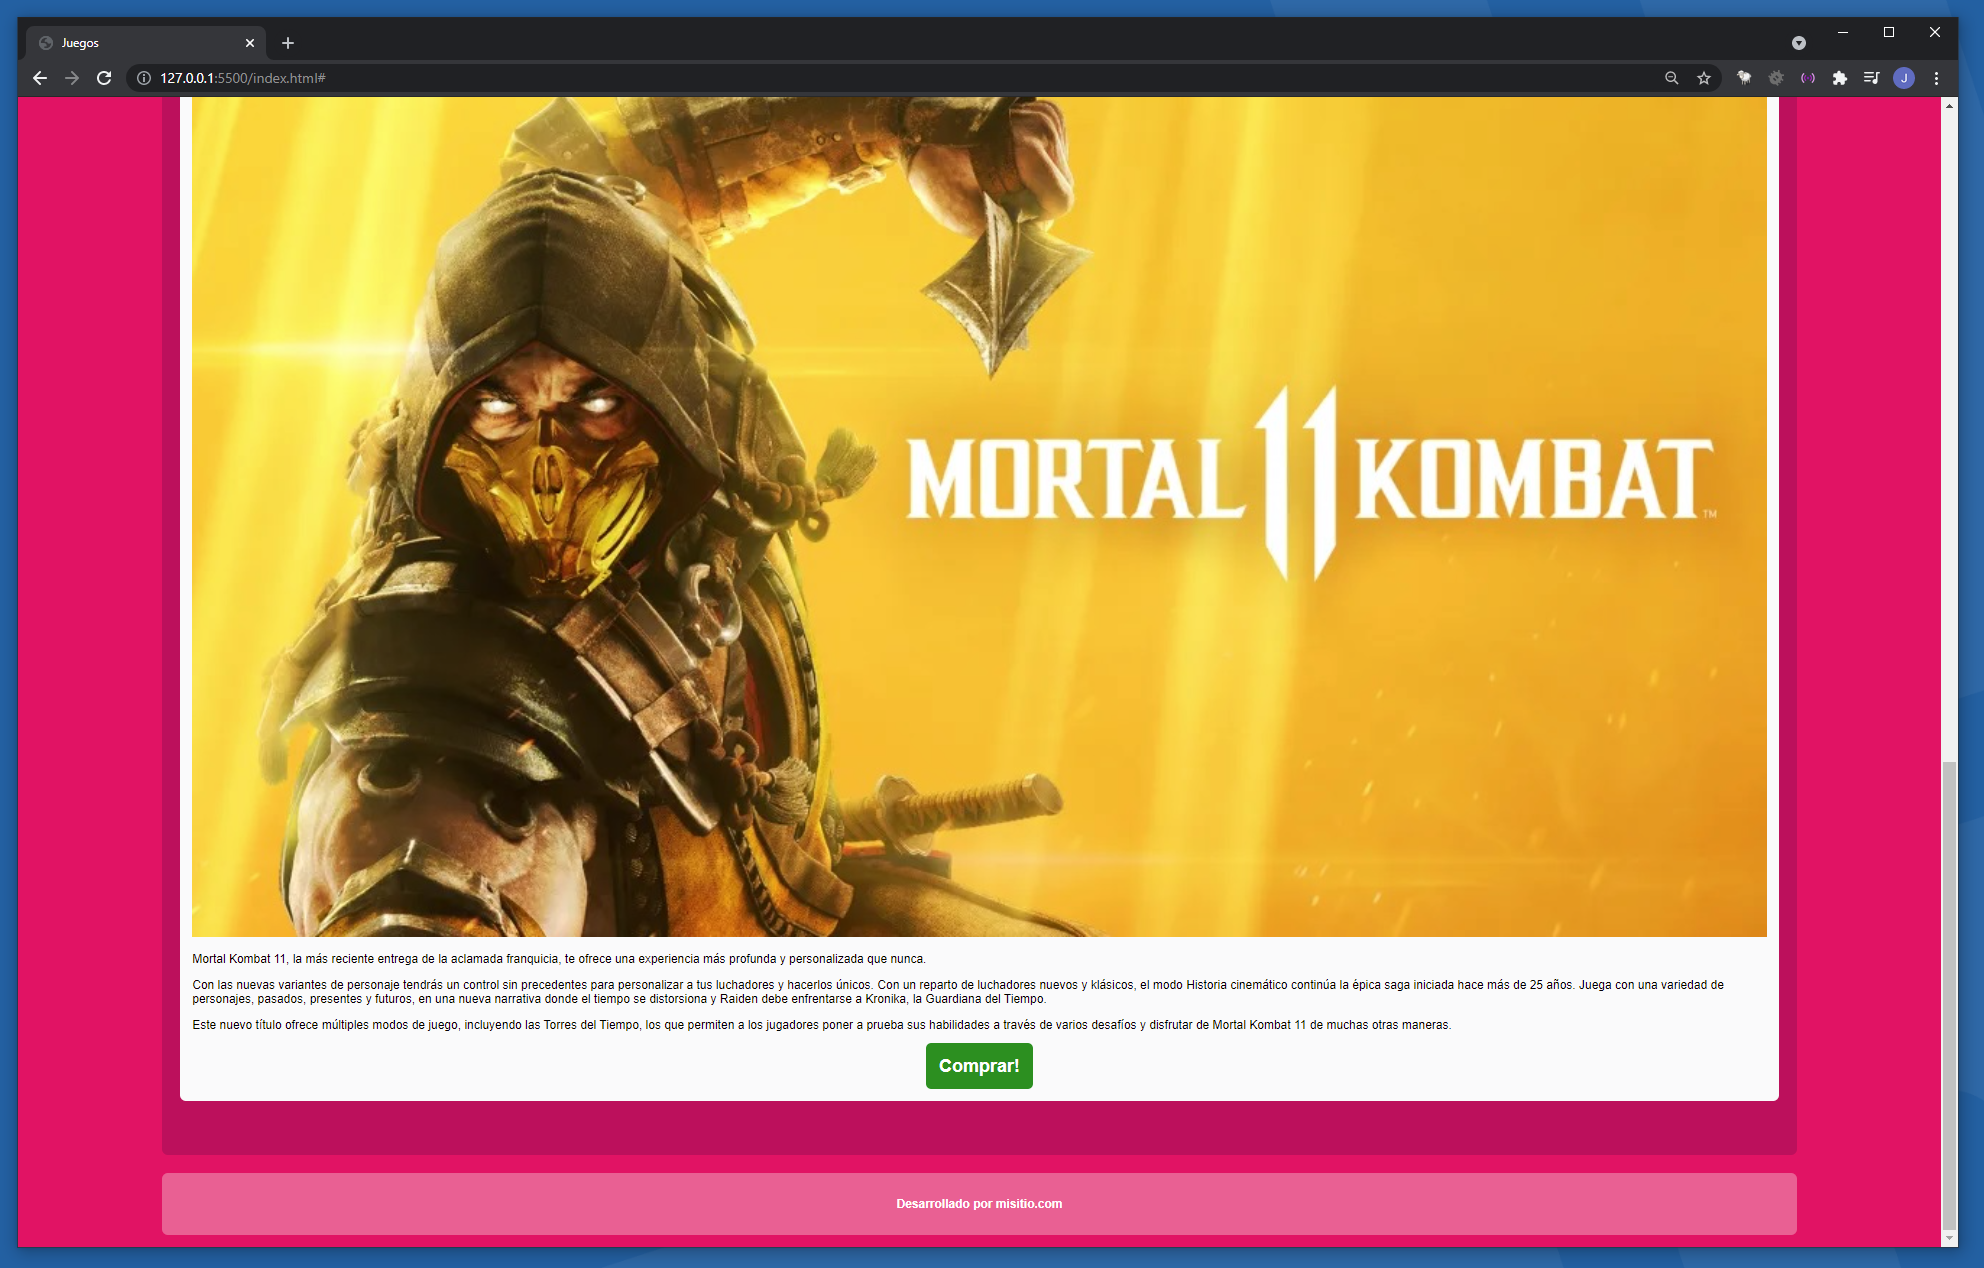 Juegos
127.0.0.1:5500/index.html#
J
MORTAL 11 KOMBAT™
Mortal Kombat 11, la más reciente entrega de la aclamada franquicia, te ofrece una experiencia más profunda y personalizada que nunca.
Con las nuevas variantes de personaje tendrás un control sin precedentes para personalizar a tus luchadores y hacerlos únicos. Con un reparto de luchadores nuevos y klásicos, el modo Historia cinemático continúa la épica saga iniciada hace más de 25 años. Juega con una variedad de
personajes, pasados, presentes y futuros, en una nueva narrativa donde el tiempo se distorsiona y Raiden debe enfrentarse a Kronika, la Guardiana del Tiempo.
Este nuevo título ofrece múltiples modos de juego, incluyendo las Torres del Tiempo, los que permiten a los jugadores poner a prueba sus habilidades a través de varios desafíos y disfrutar de Mortal Kombat 11 de muchas otras maneras.
Comprar!
Desarrollado por misitio.com